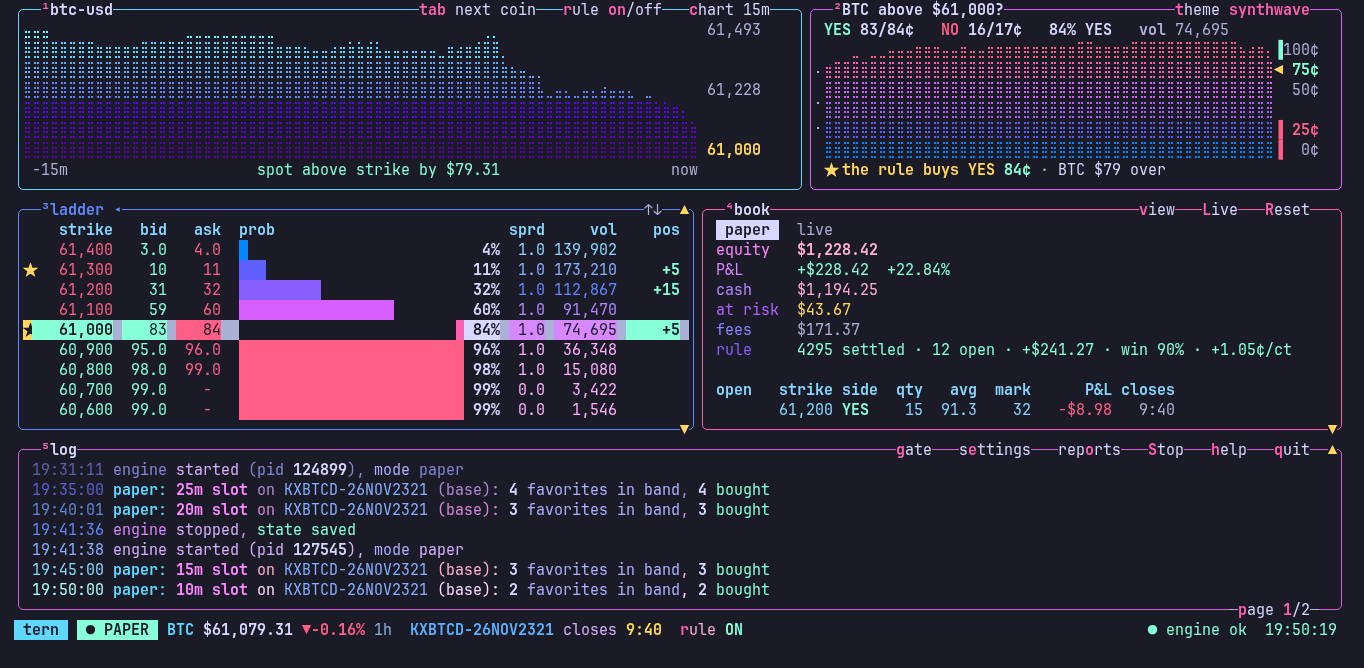 ¹btc-usd tab next coin rule on/off chart 15m
61,493
61,228
61,000
-15m spot above strike by $79.31 now
²BTC above $61,000? theme synthwave
YES 83/84¢ NO 16/17¢ 84% YES vol 74,695
100¢
◄ 75¢
50¢
25¢
0¢
★ the rule buys YES 84¢ · BTC $79 over
³ladder ◂ ↑↓ ▲
strike bid ask prob sprd vol pos
61,400 3.0 4.0 4% 1.0 139,902
★ 61,300 10 11 11% 1.0 173,210 +5
61,200 31 32 32% 1.0 112,867 +15
61,100 59 60 60% 1.0 91,470
★ 61,000 83 84 84% 1.0 74,695 +5
60,900 95.0 96.0 96% 1.0 36,348
60,800 98.0 99.0 98% 1.0 15,080
60,700 99.0 - 99% 0.0 3,422
60,600 99.0 - 99% 0.0 1,546
▼
⁴book view Live Reset
paper live
equity $1,228.42
P&L +$228.42 +22.84%
cash $1,194.25
at risk $43.67
fees $171.37
rule 4295 settled · 12 open · +$241.27 · win 90% · +1.05¢/ct
open strike side qty avg mark P&L closes
61,200 YES 15 91.3 32 -$8.98 9:40
▼
⁵log gate settings reports Stop help quit ▲
19:31:11 engine started (pid 124899), mode paper
19:35:00 paper: 25m slot on KXBTCD-26NOV2321 (base): 4 favorites in band, 4 bought
19:40:01 paper: 20m slot on KXBTCD-26NOV2321 (base): 3 favorites in band, 3 bought
19:41:36 engine stopped, state saved
19:41:38 engine started (pid 127545), mode paper
19:45:00 paper: 15m slot on KXBTCD-26NOV2321 (base): 3 favorites in band, 3 bought
19:50:00 paper: 10m slot on KXBTCD-26NOV2321 (base): 2 favorites in band, 2 bought
page 1/2
tern ● PAPER BTC $61,079.31 ▼-0.16% 1h KXBTCD-26NOV2321 closes 9:40 rule ON ● engine ok 19:50:19